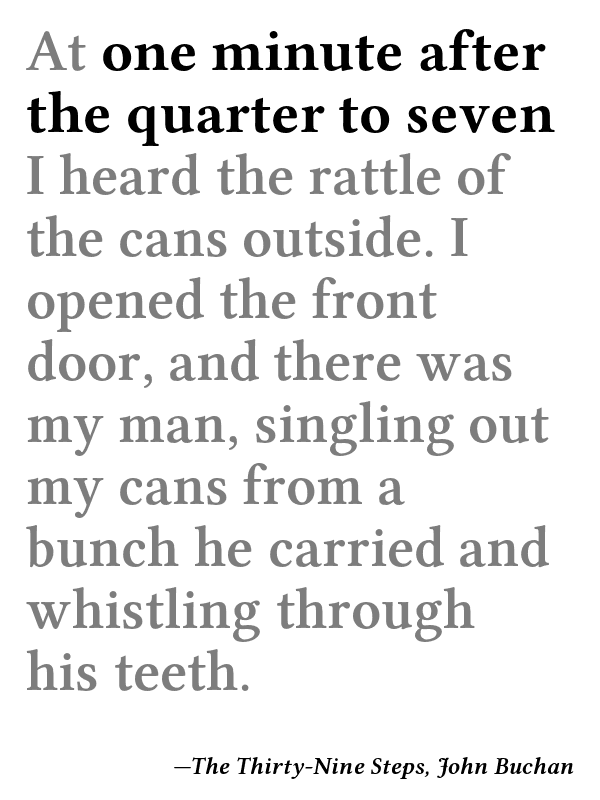 At one minute after
the quarter to seven
I heard the rattle of
the cans outside. I
opened the front
door, and there was
my man, singling out
my cans from a
bunch he carried and
whistling through
his teeth.
—The Thirty-Nine Steps, John Buchan